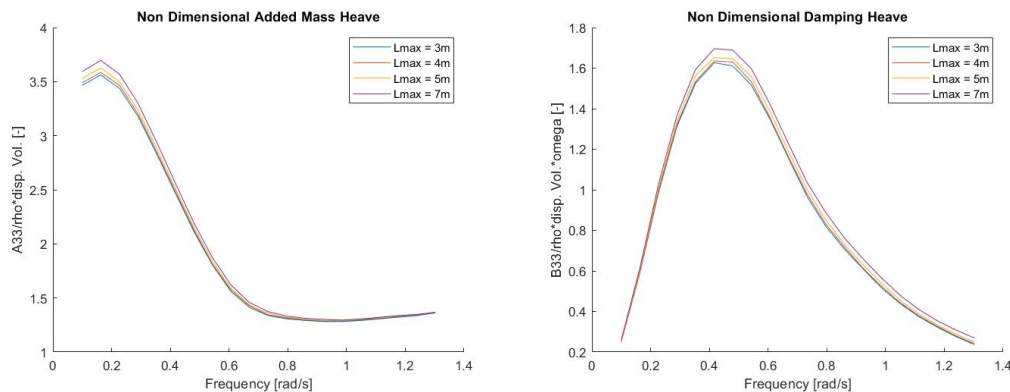 Non Dimensional Added Mass Heave
4
3.5
3
2.5
2
1.5
1
0
0.2
0.4
0.6
0.8
1
1.2
1.4
A33/rho*disp. Vol. [-]
Frequency [rad/s]
Lmax = 3m
Lmax = 4m
Lmax = 5m
Lmax = 7m
Non Dimensional Damping Heave
1.8
1.6
1.4
1.2
1
0.8
0.6
0.4
0.2
0
0.2
0.4
0.6
0.8
1
1.2
1.4
B33/rho*disp. Vol.*omega [-]
Frequency [rad/s]
Lmax = 3m
Lmax = 4m
Lmax = 5m
Lmax = 7m